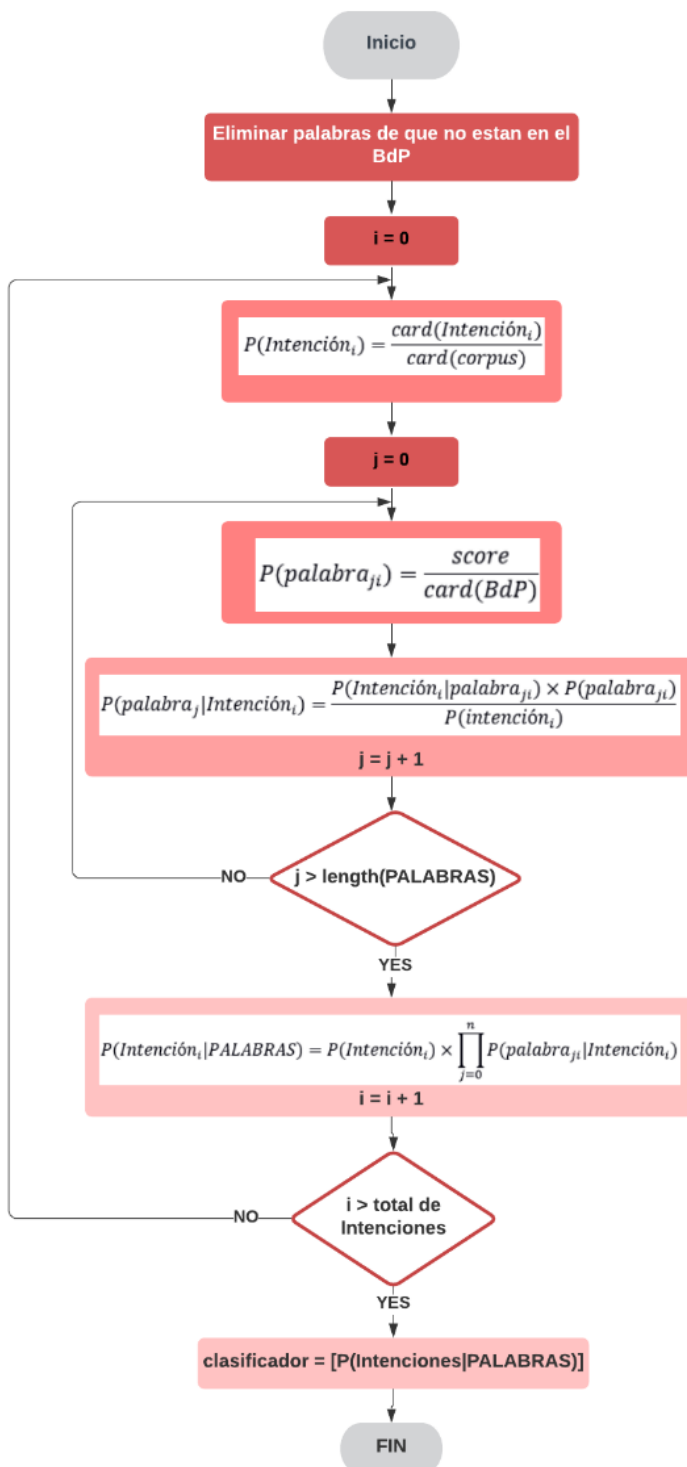 Inicio
Eliminar palabras de que no estan en el
BdP
i = 0
P(Intención_i) = card(Intención_i) / card(corpus)
j = 0
P(palabra_ji) = score / card(BdP)
P(palabra_j|Intención_i) = P(Intención_i|palabra_ji) × P(palabra_ji) / P(intención_i)
j = j + 1
j > length(PALABRAS)
NO
YES
P(Intención_i|PALABRAS) = P(Intención_i) × ∏_{j=0}^{n} P(palabra_ji|Intención_i)
i = i + 1
i > total de
Intenciones
NO
YES
clasificador = [P(Intenciones|PALABRAS)]
FIN